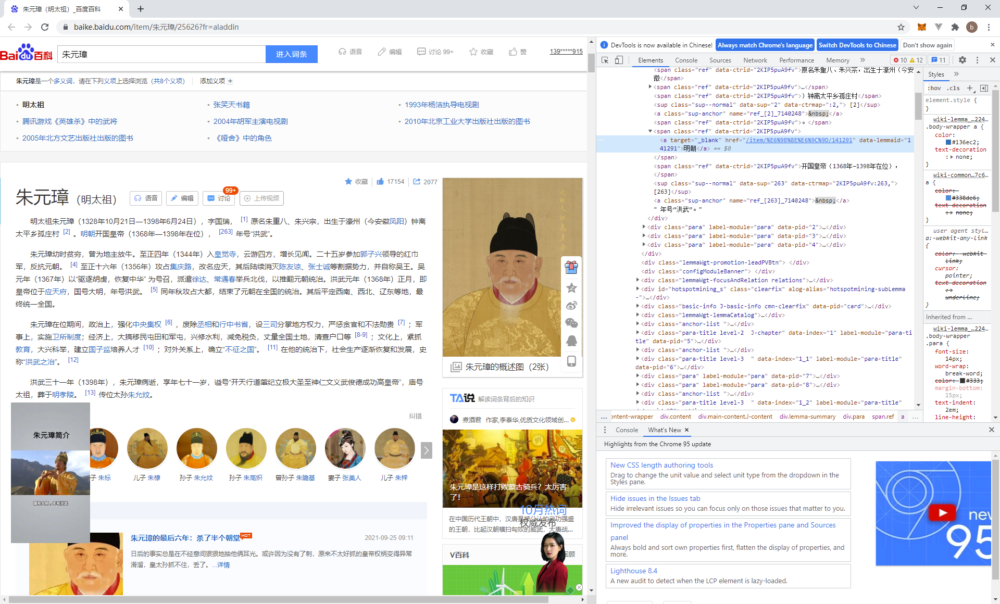 朱元璋（明太祖）_百度百科
baike.baidu.com/item/朱元璋/25626?fr=aladdin
b
Baidu百科
朱元璋
进入词条
语音
编辑
讨论 99+
收藏
赞
139*****915
朱元璋是一个多义词，请在下列义项上选择浏览（共8个义项）
添加义项 +
明太祖
张笑天书籍
1993年杨洁执导电视剧
腾讯游戏《英雄杀》中的武将
2004年胡军主演电视剧
2010年北京工业大学出版社出版的图书
2005年北方文艺出版社出版的图书
《哑舍》中的角色
收藏
17154
2077
朱元璋（明太祖）
语音
编辑
讨论
99+
上传视频
明太祖朱元璋（1328年10月21日—1398年6月24日），字国瑞， [1] 原名朱重八、朱兴宗，出生于濠州（今安徽凤阳）钟离
太平乡孤庄村 [2] 。明朝开国皇帝（1368年—1398年在位）， [263] 年号“洪武”。
朱元璋幼时贫穷，曾为地主放牛。至正四年（1344年）入皇觉寺，云游四方，增长见闻。二十五岁参加郭子兴领导的红巾
军，反抗元朝。 [4] 至正十六年（1356年）攻占集庆路，改名应天，其后陆续消灭陈友谅、张士诚等割据势力，并自称吴王。吴
元年（1367年）以“驱逐胡虏，恢复中华” 为号召，派遣徐达、常遇春举兵北伐，以推翻元朝统治。洪武元年（1368年）正月，即
皇帝位于应天府，国号大明，年号洪武。 [5] 同年秋攻占大都，结束了元朝在全国的统治。其后平定西南、西北、辽东等地，最
终统一全国。
朱元璋在位期间，政治上，强化中央集权 [6] ，废除丞相和行中书省，设三司分掌地方权力，严惩贪官和不法勋贵 [7] ；军
事上，实施卫所制度；经济上，大搞移民屯田和军屯，兴修水利，减免税负，丈量全国土地，清查户口等 [8-9] ；文化上，紧抓
教育，大兴科举，建立国子监培养人才 [10] ；对外关系上，确立“不征之国”。 [11] 在他的统治下，社会生产逐渐恢复和发展，史
称“洪武之治”。 [12]
洪武三十一年（1398年），朱元璋病逝，享年七十一岁，谥号“开天行道肇纪立极大圣至神仁文义武俊德成功高皇帝”，庙号
太祖，葬于明孝陵。 [13] 传位太孙朱允炆。
纠错
朱元璋简介
国号大明，年号洪武
子 朱标
儿子 朱棣
孙子 朱允炆
孙子 朱高炽
曾孙子 朱瞻基
妻子 张美人
儿子 朱梓
朱元璋的最后六年：杀了半个朝堂
HOT
2021-09-25 09:11
日后的事实总是在不经意间狠狠地抽他俩耳光。或许因为没有了刺，原来不太好抓的皇帝权柄变得异常
滑溜，皇太孙抓不住，丢了。...详情
朱元璋的概述图（2张）
TA说 解读词条背后的知识
煮酒君 作家,李泰华,优质文化领域创...
朱元璋是这样打败蒙古骑兵？太厉害
了！
10月热词
权威发布
在中国历代王朝中，汉唐是被公认的武功强盛
的王朝，比起汉朝横扫匈奴的威武，大唐战...
V百科
回顾
DevTools is now available in Chinese!
Always match Chrome's language
Switch DevTools to Chinese
Don't show again
Elements
Console
Sources
Network
Performance
Memory
10
12
11
<span class="ref" data-ctrid="2KIP5puA9fv">原名朱重八、朱兴宗，出生于濠州（今安
徽</span>
<span class="ref" data-ctrid="2KIP5puA9fv">…</span>
<span class="ref" data-ctrid="2KIP5puA9fv">）钟离太平乡孤庄村</span>
<sup class="sup--normal" data-sup="2" data-ctrmap=":2,"> [2]</sup>
<a class="sup-anchor" name="ref_[2]_7140248">&nbsp;</a>
<span class="ref" data-ctrid="2KIP5puA9fv">。</span>
<span class="ref" data-ctrid="2KIP5puA9fv">
<a target="_blank" href="/item/%E6%98%8E%E6%9C%9D/141291" data-lemmaid="1
41291">明朝</a> == $0
</span>
<span class="ref" data-ctrid="2KIP5puA9fv">开国皇帝（1368年—1398年在位），
</span>
<sup class="sup--normal" data-sup="263" data-ctrmap="2KIP5puA9fv:263,">
[263]</sup>
<a class="sup-anchor" name="ref_[263]_7140248">&nbsp;</a>
" 年号“洪武”。"
</div>
<div class="para" label-module="para" data-pid="2">…</div>
<div class="para" label-module="para" data-pid="3">…</div>
<div class="para" label-module="para" data-pid="4">…</div>
</div>
<div class="lemmaWgt-promotion-leadPVBtn"> </div>
<div class="configModuleBanner"> </div>
<div class="lemmaWgt-focusAndRelation relations">…</div>
<div id="hotspotmining_s" class="clearfix" alog-alias="hotspotmining-subLemma
-">…</div>
<div class="basic-info J-basic-info cmn-clearfix" data-pid="card">…</div>
<div class="lemmaWgt-lemmaCatalog">…</div>
<div class="anchor-list ">…</div>
<div class="para-title level-2  J-chapter" data-index="1" label-module="para-ti
tle" data-pid="5">…</div>
<div class="anchor-list ">…</div>
<div class="para-title level-3  " data-index="1_1" label-module="para-title"
data-pid="6">…</div>
<div class="para" label-module="para" data-pid="7">…</div>
<div class="para" label-module="para" data-pid="8">…</div>
<div class="anchor-list ">…</div>
<div class="para-title level-3  " data-index="1_2" label-module="para-title"
... ontent-wrapper div.content div.main-content.J-content div.lemma-summary div.para span.ref a ...
Styles
:hov .cls +
element.style {
}
wiki-lemma_…224…
.body-wrapper a {
color:
#136ec2;
text-decoration
: none;
}
wiki-common…7c6…
a {
color:
#338de6;
text-decoration
: none;
}
user agent styl…
a:-webkit-any-link
{
color: -webkit-
link;
cursor:
pointer;
text-decoration:
underline;
}
Inherited from …
wiki-lemma_…224…
.body-wrapper
.para {
font-size:
14px;
word-wrap:
break-word;
color: #333;
margin-bottom:
15px;
text-indent:
2em;
line-height:
Console
What's New
Highlights from the Chrome 95 update
New CSS length authoring tools
Drag to change the unit value and select unit type from the dropdown in the
Styles pane.
Hide issues in the Issues tab
Hide irrelevant issues so you can focus only on those issues that matter to you.
Improved the display of properties in the Properties pane and Sources
panel
Always bold and sort own properties first, flatten the display of properties, and
more.
Lighthouse 8.4
A new audit to detect when the LCP element is lazy-loaded.
new
95